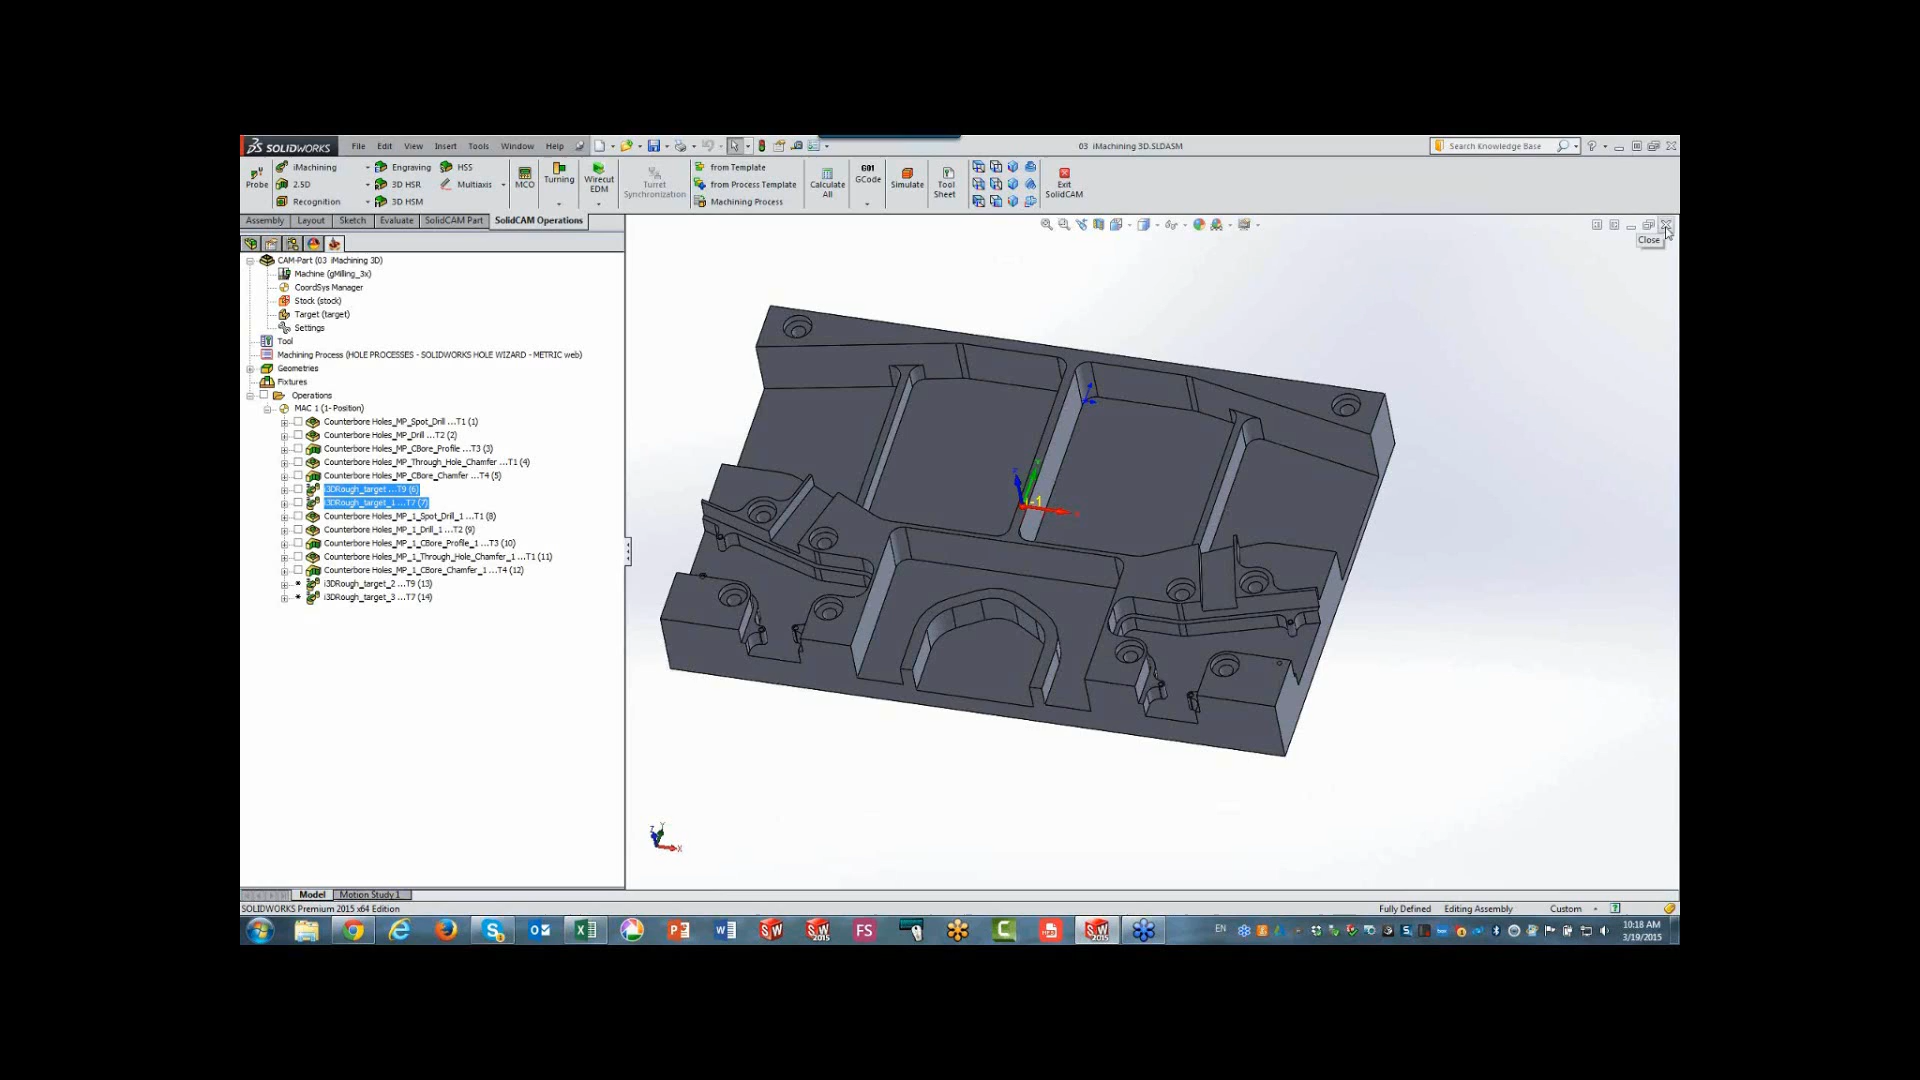 SOLIDWORKS File Edit View Insert Tools Window Help 03 iMachining 3D.SLDASM Search Knowledge Base
iMachining Engraving HSS from Template G01
Probe 2.5D 3D HSR Multiaxis MCO Turning Wirecut EDM Turret Synchronization from Process Template Calculate All GCode Simulate Tool Sheet Exit SolidCAM
Recognition 3D HSM Machining Process
Assembly Layout Sketch Evaluate SolidCAM Part SolidCAM Operations
Close
CAM-Part (03 iMachining 3D)
Machine (gMilling_3x)
CoordSys Manager
Stock (stock)
Target (target)
Settings
Tool
Machining Process (HOLE PROCESSES - SOLIDWORKS HOLE WIZARD - METRIC web)
Geometries
Fixtures
Operations
MAC 1 (1- Position)
Counterbore Holes_MP_Spot_Drill ...T1 (1)
Counterbore Holes_MP_Drill ...T2 (2)
Counterbore Holes_MP_CBore_Profile ...T3 (3)
Counterbore Holes_MP_Through_Hole_Chamfer ...T1 (4)
Counterbore Holes_MP_CBore_Chamfer ...T4 (5)
i3DRough_target ...T9 (6)
i3DRough_target_1 ...T7 (7)
Counterbore Holes_MP_1_Spot_Drill_1 ...T1 (8)
Counterbore Holes_MP_1_Drill_1 ...T2 (9)
Counterbore Holes_MP_1_CBore_Profile_1 ...T3 (10)
Counterbore Holes_MP_1_Through_Hole_Chamfer_1 ...T1 (11)
Counterbore Holes_MP_1_CBore_Chamfer_1 ...T4 (12)
i3DRough_target_2 ...T9 (13)
i3DRough_target_3 ...T7 (14)
Z Y X
Model Motion Study 1
SOLIDWORKS Premium 2015 x64 Edition Fully Defined Editing Assembly Custom
FS EN 10:18 AM
3/19/2015